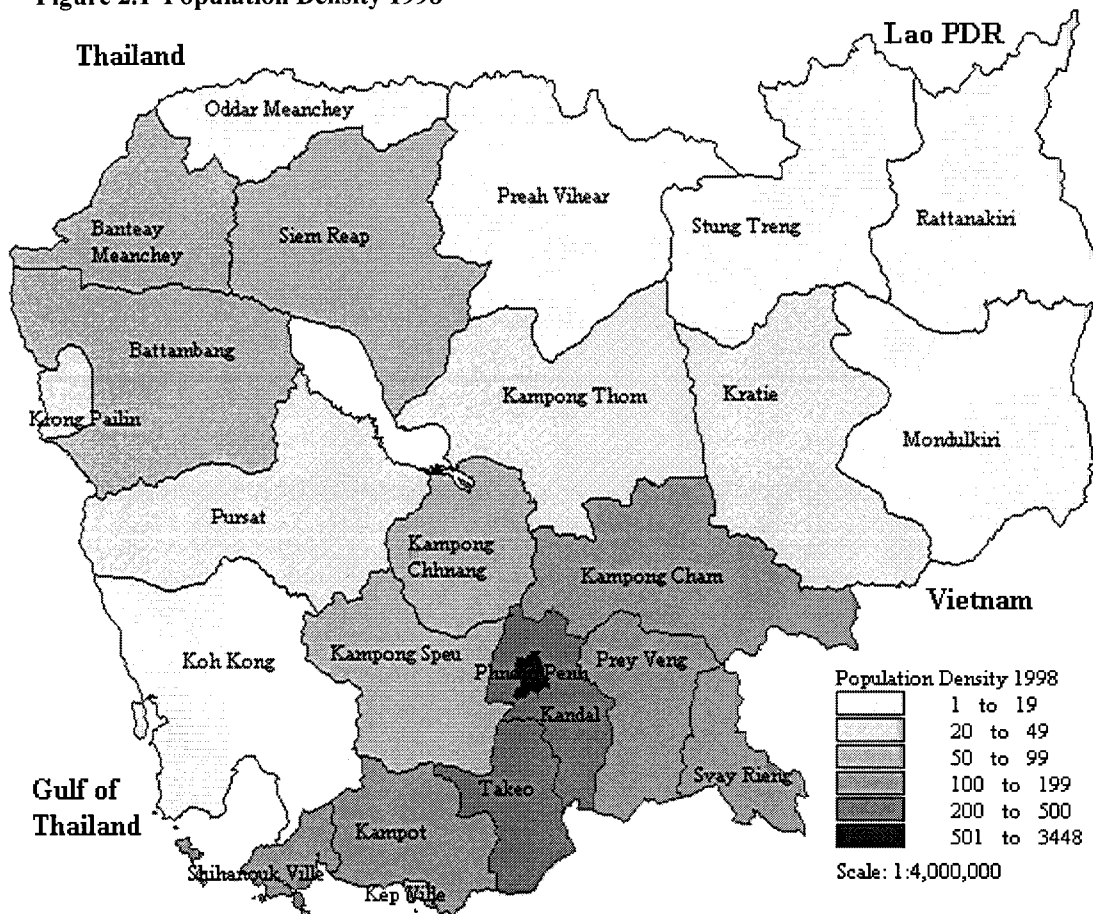 Figure 2.1 Population Density 1998
Thailand
Lao PDR
Oddar Meanchey
Preah Vihear
Stung Treng
Rattanakiri
Banteay
Meanchey
Siem Reap
Battambang
Krong Pailin
Kampong Thom
Kratie
Mondulkiri
Pursat
Kampong
Chhnang
Kampong Cham
Vietnam
Koh Kong
Kampong Speu
Phnom Penh
Prey Veng
Kandal
Svay Rieng
Takeo
Gulf of
Thailand
Kampot
Shihanouk Ville
Kep Ville
Population Density 1998
1 to 19
20 to 49
50 to 99
100 to 199
200 to 500
501 to 3448
Scale: 1:4,000,000